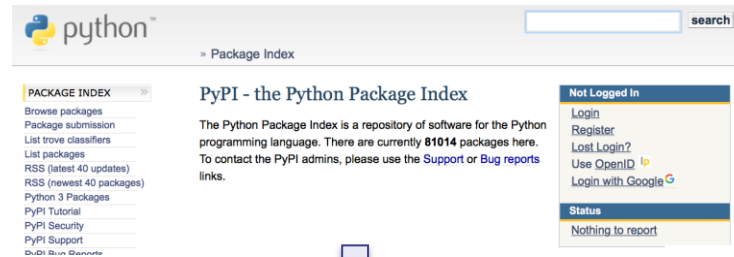 python™
search
» Package Index
PACKAGE INDEX »
Browse packages
Package submission
List trove classifiers
List packages
RSS (latest 40 updates)
RSS (newest 40 packages)
Python 3 Packages
PyPI Tutorial
PyPI Security
PyPI Support
PyPI Bug Reports
PyPI - the Python Package Index
The Python Package Index is a repository of software for the Python
programming language. There are currently 81014 packages here.
To contact the PyPI admins, please use the Support or Bug reports
links.
Not Logged In
Login
Register
Lost Login?
Use OpenID
Login with Google
Status
Nothing to report